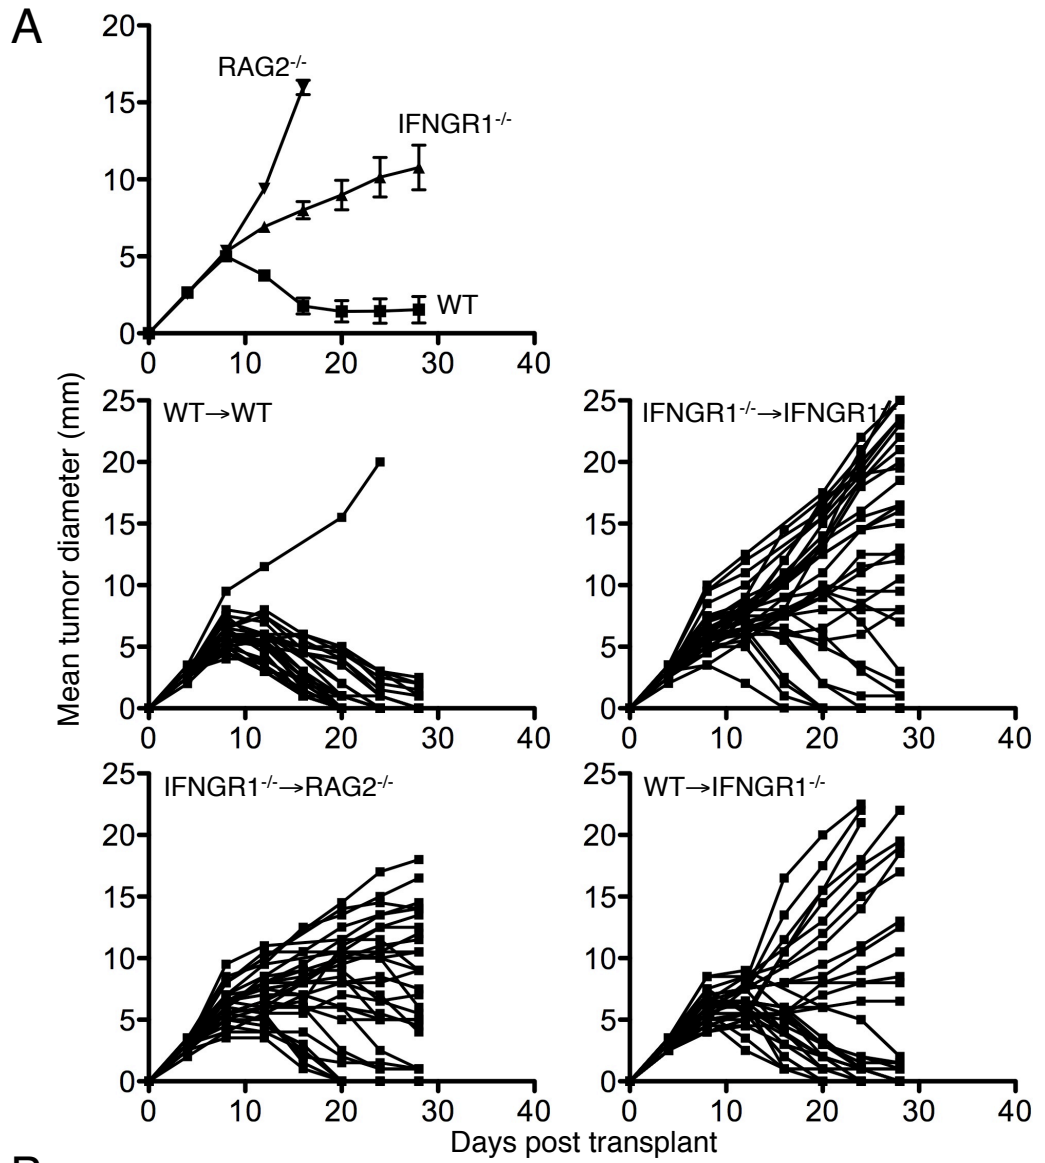 A
20
15
10
5
0
RAG2-/-
IFNGR1-/-
WT
0 10 20 30 40
Mean tumor diameter (mm)
25
20
15
10
5
0
WT→WT
0 10 20 30 40
25
20
15
10
5
0
IFNGR1-/-→IFNGR1-
0 10 20 30 40
25
20
15
10
5
0
IFNGR1-/-→RAG2-/-
0 10 20 30 40
25
20
15
10
5
0
WT→IFNGR1-/-
0 10 20 30 40
Days post transplant